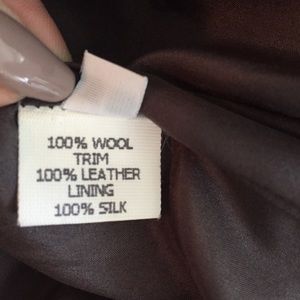 100% WOOL
TRIM
100% LEATHER
LINING
100% SILK